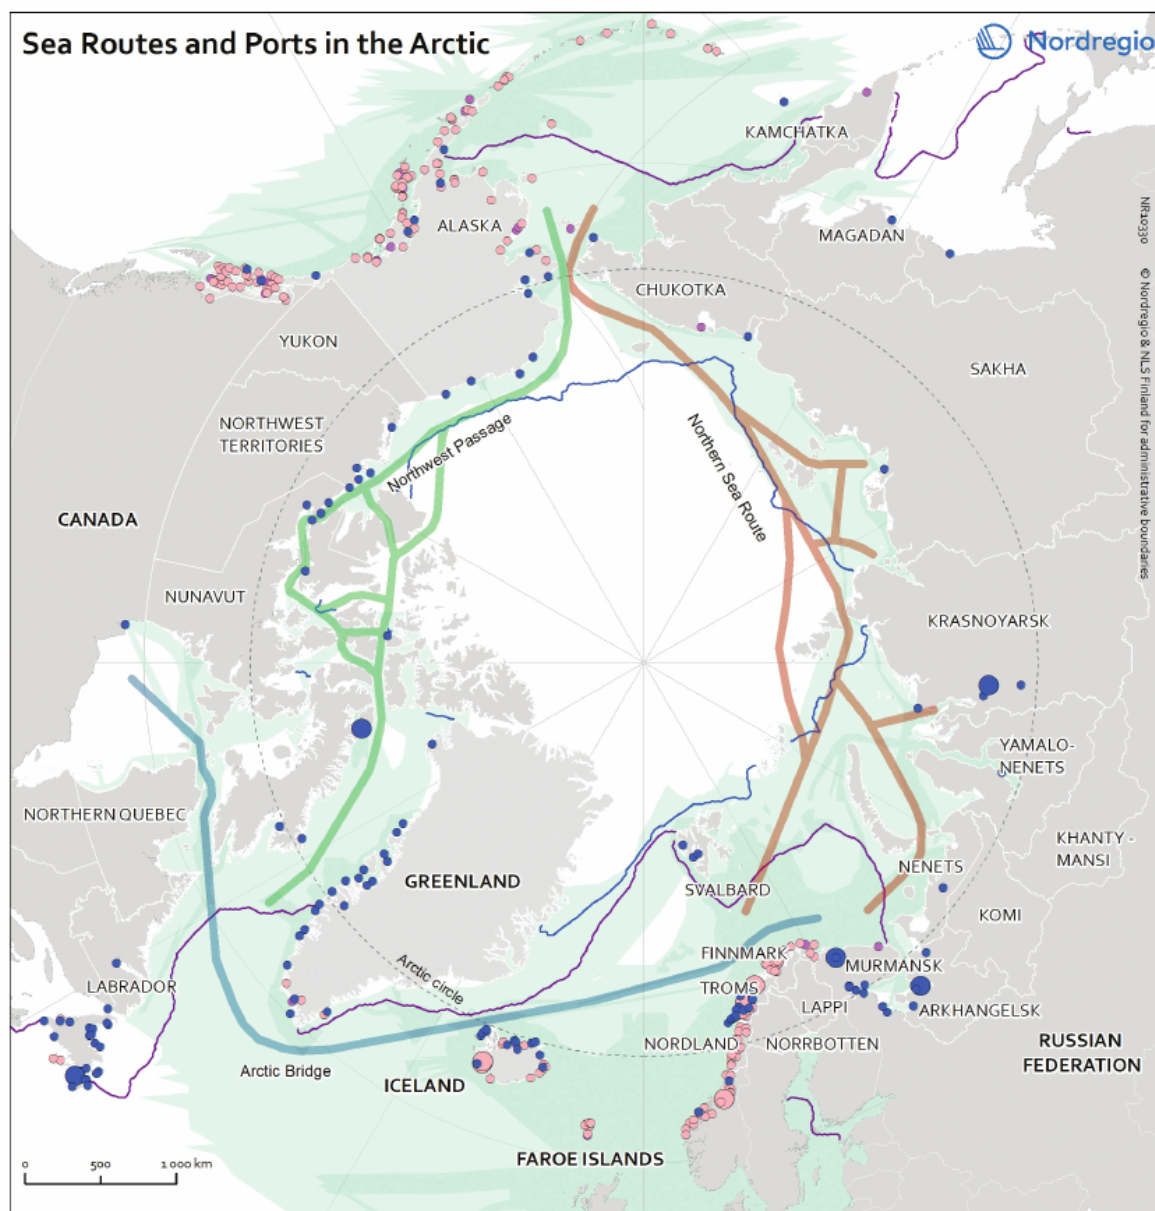 Sea Routes and Ports in the Arctic
Nordregio
KAMCHATKA
ALASKA
MAGADAN
NR10330 © Nordregio & NLS Finland for administrative boundaries
CHUKOTKA
YUKON
SAKHA
NORTHWEST
TERRITORIES
Northwest Passage
Northern Sea Route
CANADA
NUNAVUT
KRASNOYARSK
YAMALO-
NENETS
NORTHERN QUEBEC
KHANTY -
MANSI
GREENLAND
SVALBARD
NENETS
KOMI
FINNMARK
MURMANSK
Arctic circle
LABRADOR
TROMS
LAPPI
ARKHANGELSK
NORDLAND
NORRBOTTEN
RUSSIAN
FEDERATION
Arctic Bridge
ICELAND
FAROE ISLANDS
0 500 1 000 km